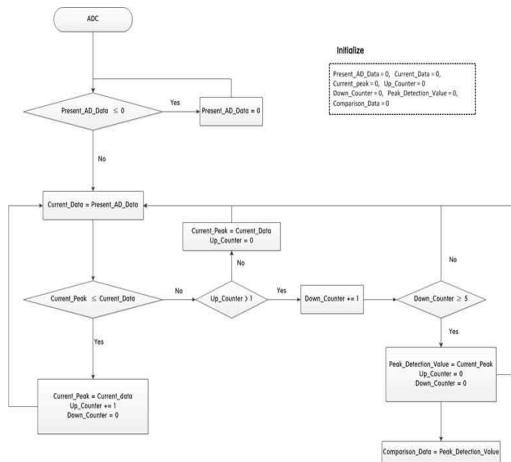 ADC
Initialize
Present_AD_Data = 0, Current_Data = 0,
Current_peak = 0, Up_Counter = 0
Down_Counter = 0, Peak_Detection_Value = 0,
Comparison_Data = 0
Present_AD_Data ≤ 0
Yes
Present_AD_Data = 0
No
Current_Data = Present_AD_Data
Current_Peak = Current_Data
Up_Counter = 0
No
No
Current_Peak ≤ Current_Data
No
Up_Counter > 1
Yes
Down_Counter += 1
Down_Counter ≥ 5
Yes
Yes
Current_Peak = Current_data
Up_Counter += 1
Down_Counter = 0
Peak_Detection_Value = Current_Peak
Up_Counter = 0
Down_Counter = 0
Comparison_Data = Peak_Detection_Value